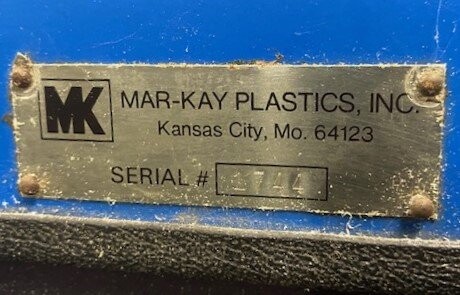 MK MAR-KAY PLASTICS, INC.
Kansas City, Mo. 64123
SERIAL #